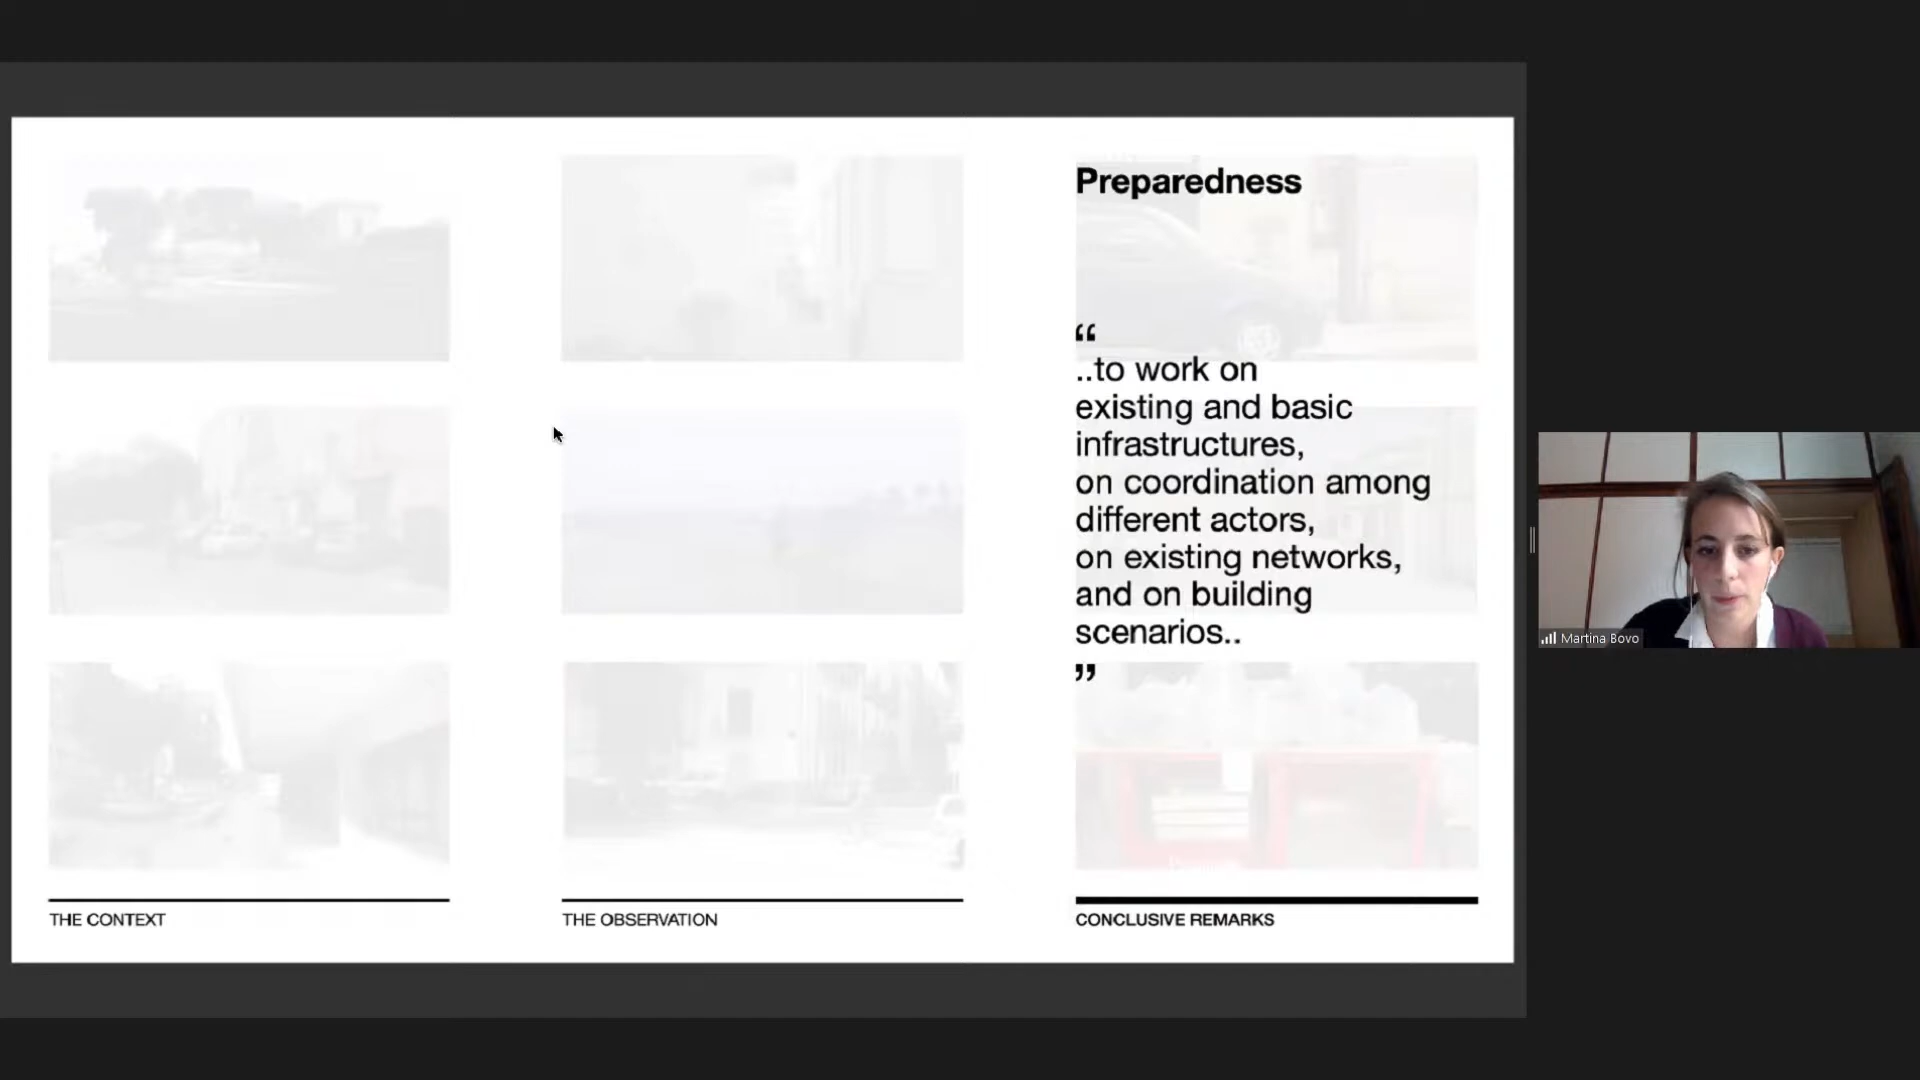 Preparedness
“
..to work on
existing and basic
infrastructures,
on coordination among
different actors,
on existing networks,
and on building
scenarios..
”
THE CONTEXT
THE OBSERVATION
CONCLUSIVE REMARKS
Martina Bovo